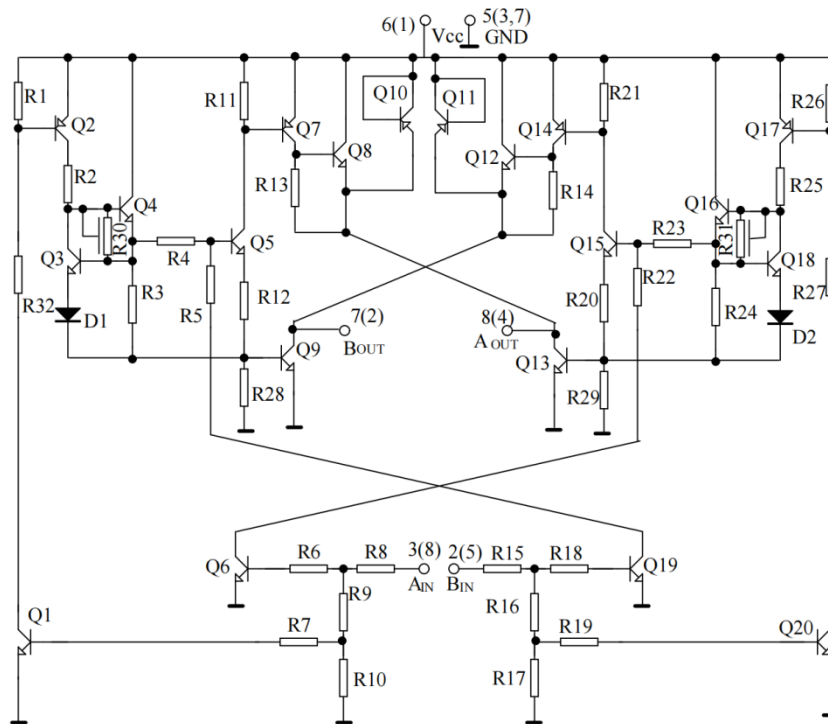 6(1) 5(3,7)
Vcc GND
R1 Q2 R11 Q7 Q10 Q11 R21 Q14 R26 Q17
R2 Q4 Q8 Q12 R25
R13 R14 Q16
Q3 R30 R4 Q5 Q15 R23 R31 Q18
R32 R3 R5 R12 R20 R22 R24 R27
D1 D2
7(2) 8(4)
Q9 BOUT A OUT Q13
R28 R29
Q6 R6 R8 3(8) 2(5) R15 R18 Q19
AIN BIN
R9 R16
Q1 R7 R19 Q20
R10 R17